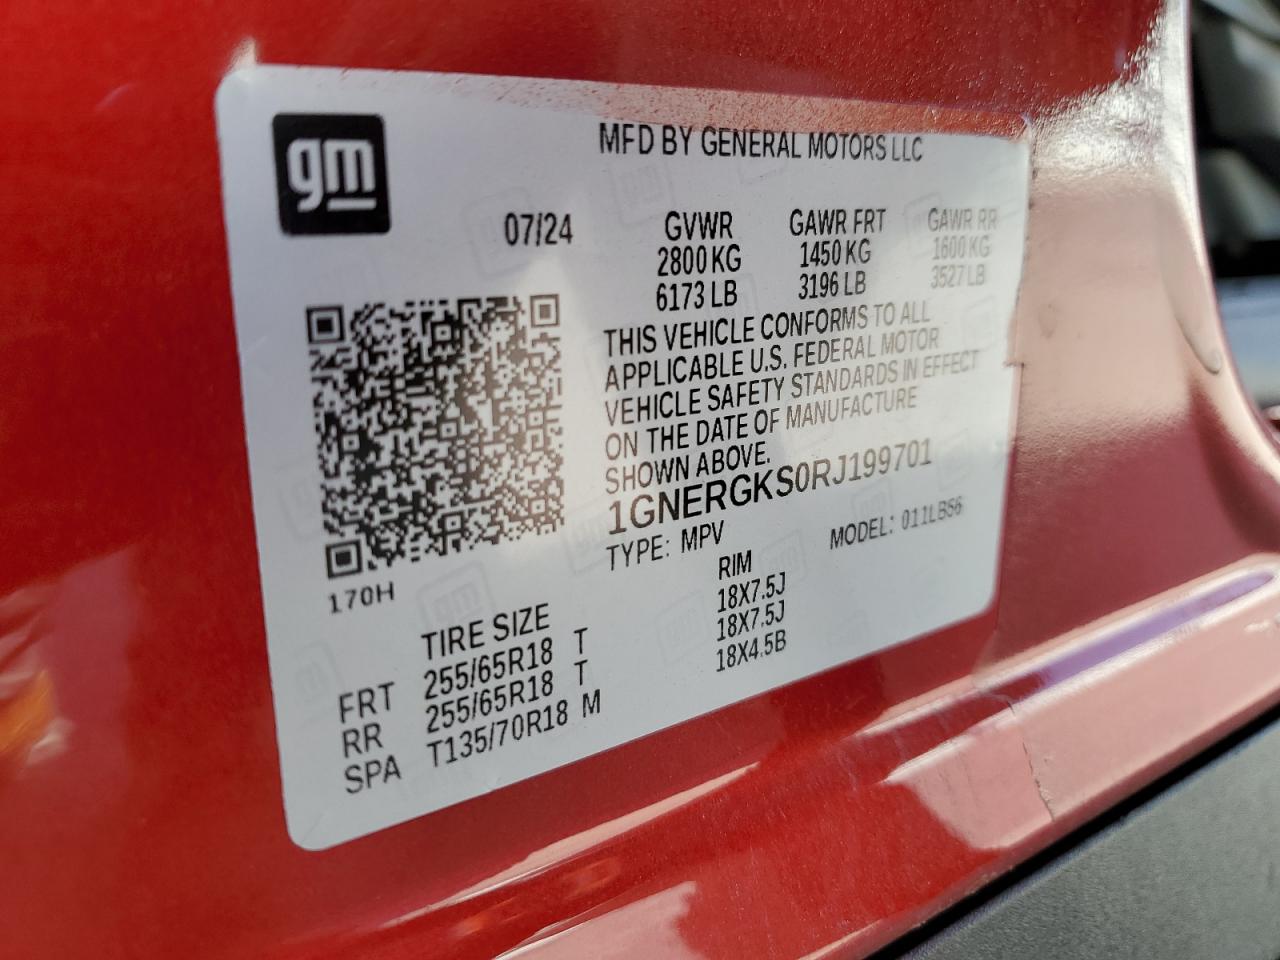 gm
MFD BY GENERAL MOTORS LLC
07/24 GVWR GAWR FRT GAWR RR
2800 KG 1450 KG 1600 KG
6173 LB 3196 LB 3527 LB
THIS VEHICLE CONFORMS TO ALL
APPLICABLE U.S. FEDERAL MOTOR
VEHICLE SAFETY STANDARDS IN EFFECT
ON THE DATE OF MANUFACTURE
SHOWN ABOVE.
1GNERGKS0RJ199701
TYPE: MPV MODEL: 011LB56
170H
TIRE SIZE RIM
FRT 255/65R18 T 18X7.5J
RR 255/65R18 T 18X7.5J
SPA T135/70R18 M 18X4.5B